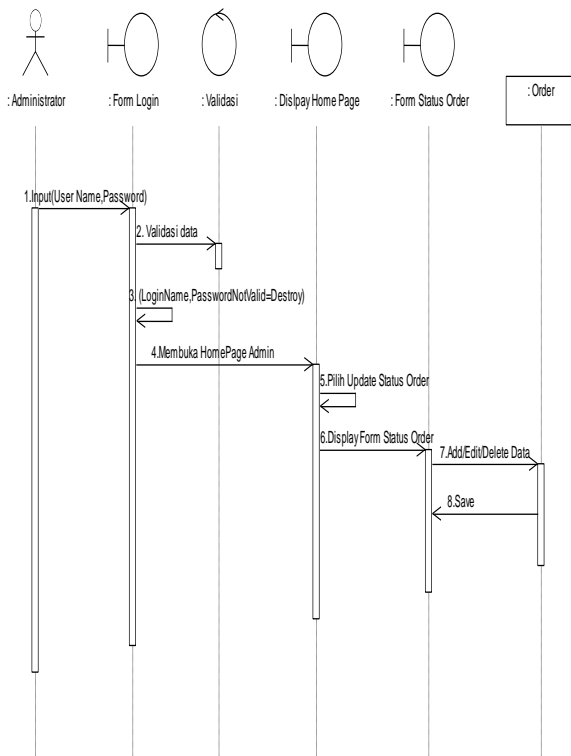 : Administrator
: Form Login
: Validasi
: Dislpay Home Page
: Form Status Order
: Order
1.Input(User Name,Password)
2. Validasi data
3. (LoginName,PasswordNotValid=Destroy)
4.Membuka HomePage Admin
5.Pilih Update Status Order
6.Display Form Status Order
7.Add/Edit/Delete Data
8.Save